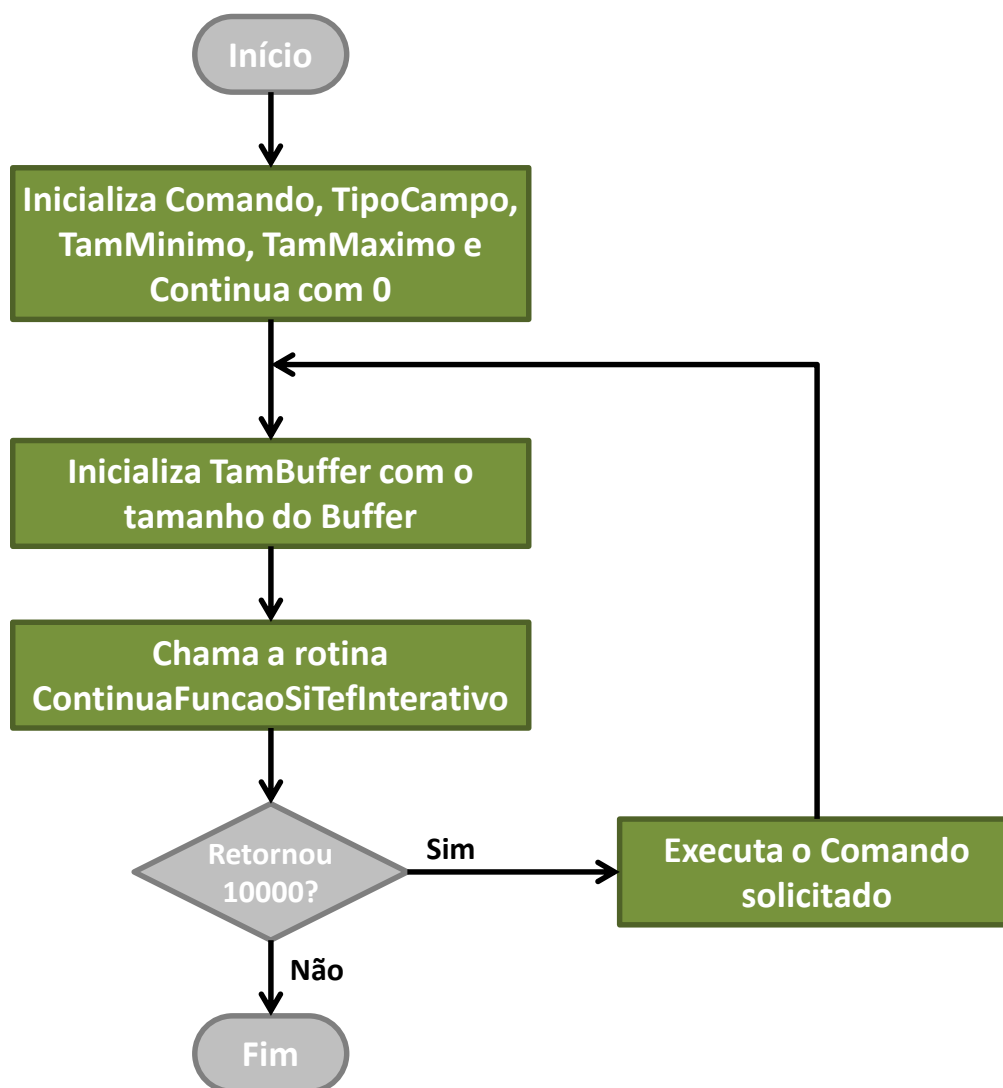 Início
Inicializa Comando, TipoCampo,
TamMinimo, TamMaximo e
Continua com 0
Inicializa TamBuffer com o
tamanho do Buffer
Chama a rotina
ContinuaFuncaoSiTefInterativo
Retornou
10000?
Sim
Executa o Comando
solicitado
Não
Fim